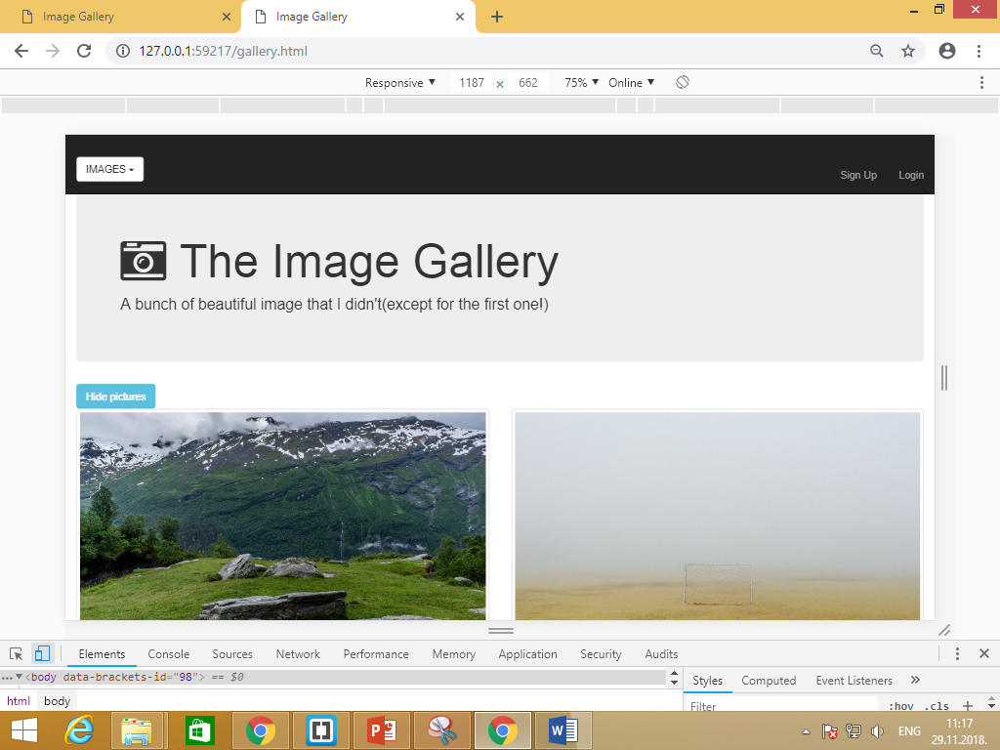 Image Gallery
Image Gallery
127.0.0.1:59217/gallery.html
Responsive 1187 x 662 75% Online
IMAGES
Sign Up Login
The Image Gallery
A bunch of beautiful image that I didn't(except for the first one!)
Hide pictures
Elements Console Sources Network Performance Memory Application Security Audits
...<body data-brackets-id="98"> == $0
Styles Computed Event Listeners »
html body
Filter :hov .cls +
ENG
11:17
29.11.2018.